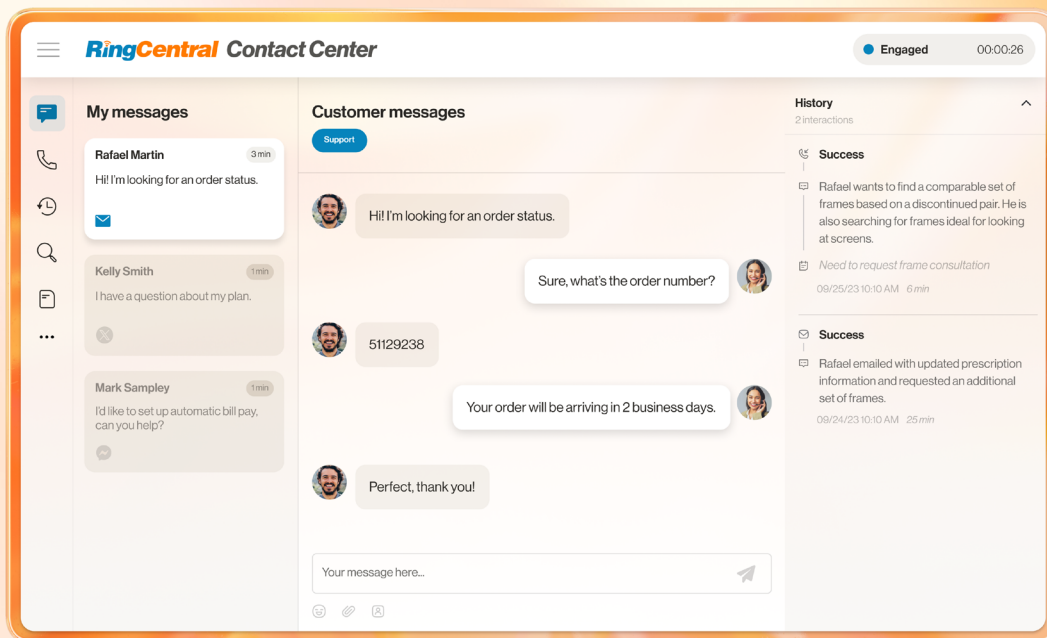 RingCentral Contact Center
Engaged 00:00:26
My messages
Rafael Martin 3 min
Hi! I'm looking for an order status.
Kelly Smith 1 min
I have a question about my plan.
Mark Sampley 1 min
I'd like to set up automatic bill pay,
can you help?
Customer messages
Support
Hi! I'm looking for an order status.
Sure, what's the order number?
51129238
Your order will be arriving in 2 business days.
Perfect, thank you!
Your message here...
History
2 interactions
Success
Rafael wants to find a comparable set of
frames based on a discontinued pair. He is
also searching for frames ideal for looking
at screens.
Need to request frame consultation
09/25/23 10:10 AM 6 min
Success
Rafael emailed with updated prescription
information and requested an additional
set of frames.
09/24/23 10:10 AM 25 min